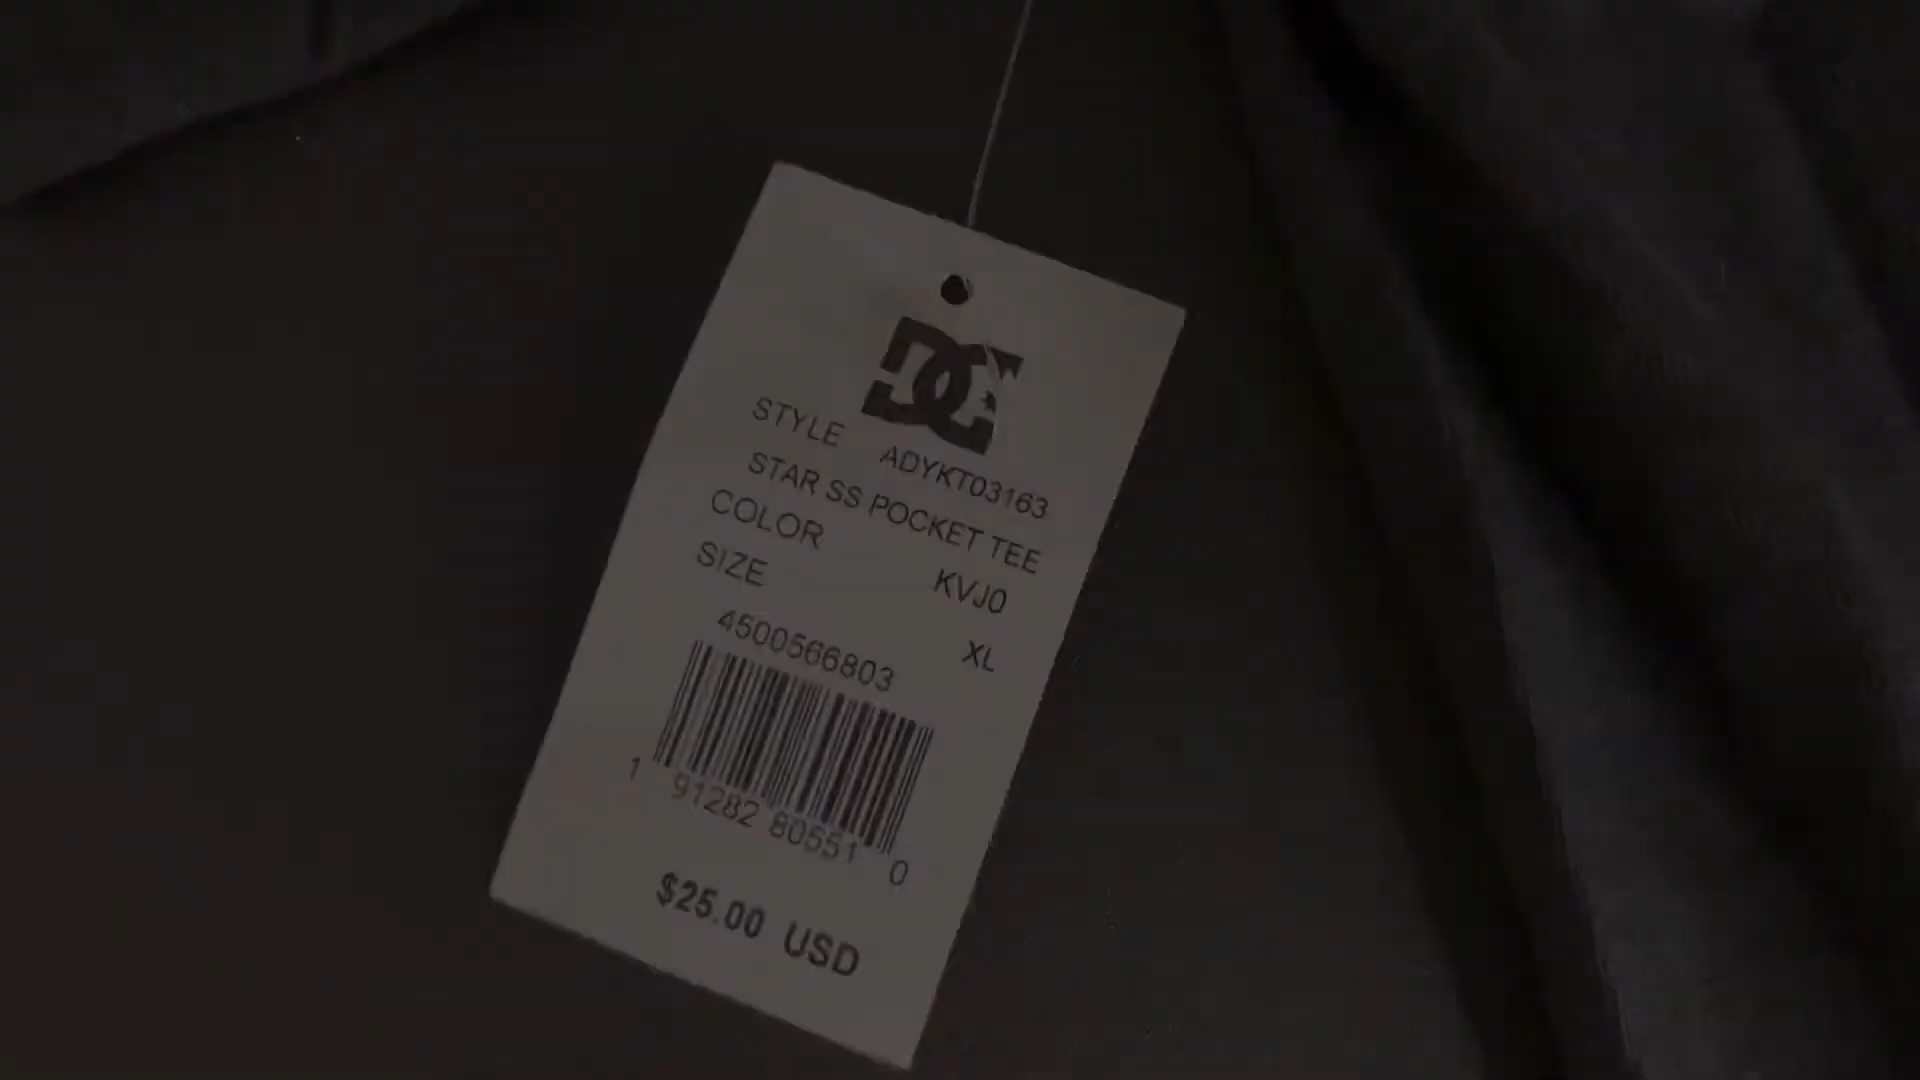 DC
STYLE ADYKT03163
STAR SS POCKET TEE
COLOR KVJ0
SIZE XL
4500566803
1 91282 80551 0
$25.00 USD